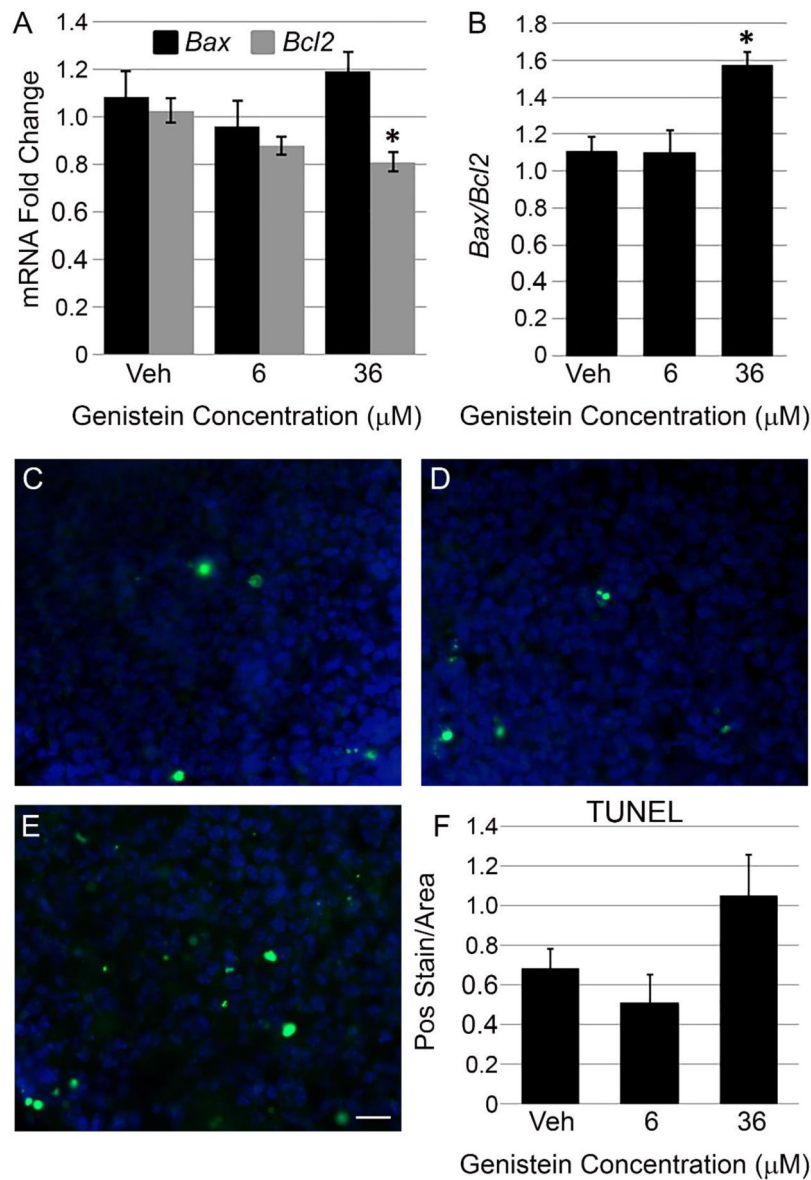 A
Bax Bcl2
mRNA Fold Change
1.4
1.2
1.0
0.8
0.6
0.4
0.2
0
*
Veh 6 36
Genistein Concentration (μM)
B
Bax/Bcl2
1.8
1.6
1.4
1.2
1.0
0.8
0.6
0.4
0.2
0.0
*
Veh 6 36
Genistein Concentration (μM)
C
D
E
F
TUNEL
Pos Stain/Area
1.4
1.2
1.0
0.8
0.6
0.4
0.2
0
Veh 6 36
Genistein Concentration (μM)